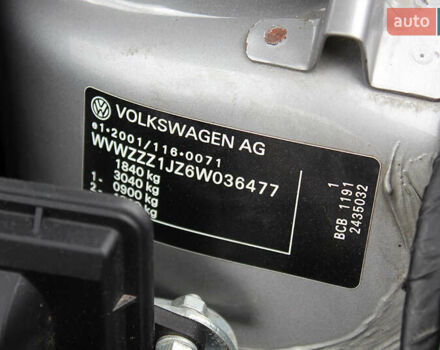 auto
VOLKSWAGEN AG
e1*2001/116*0071
WVWZZZ1JZ6W036477
1840 kg
3040 kg
1- 0900 kg
2-
BCB 1191 1
2435032